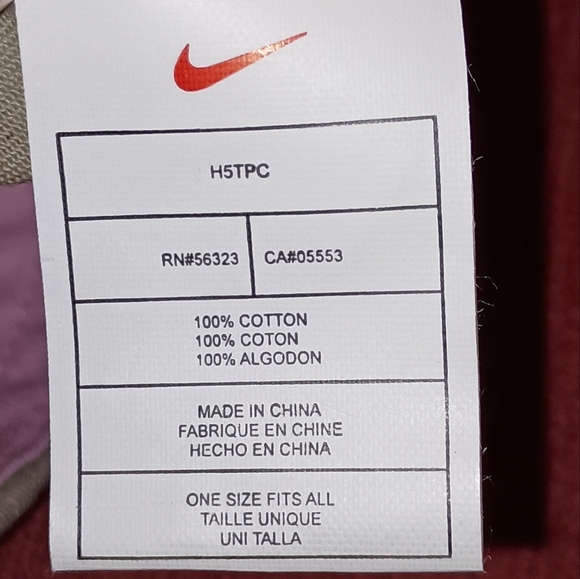 H5TPC
RN#56323 CA#05553
100% COTTON
100% COTON
100% ALGODON
MADE IN CHINA
FABRIQUE EN CHINE
HECHO EN CHINA
ONE SIZE FITS ALL
TAILLE UNIQUE
UNI TALLA